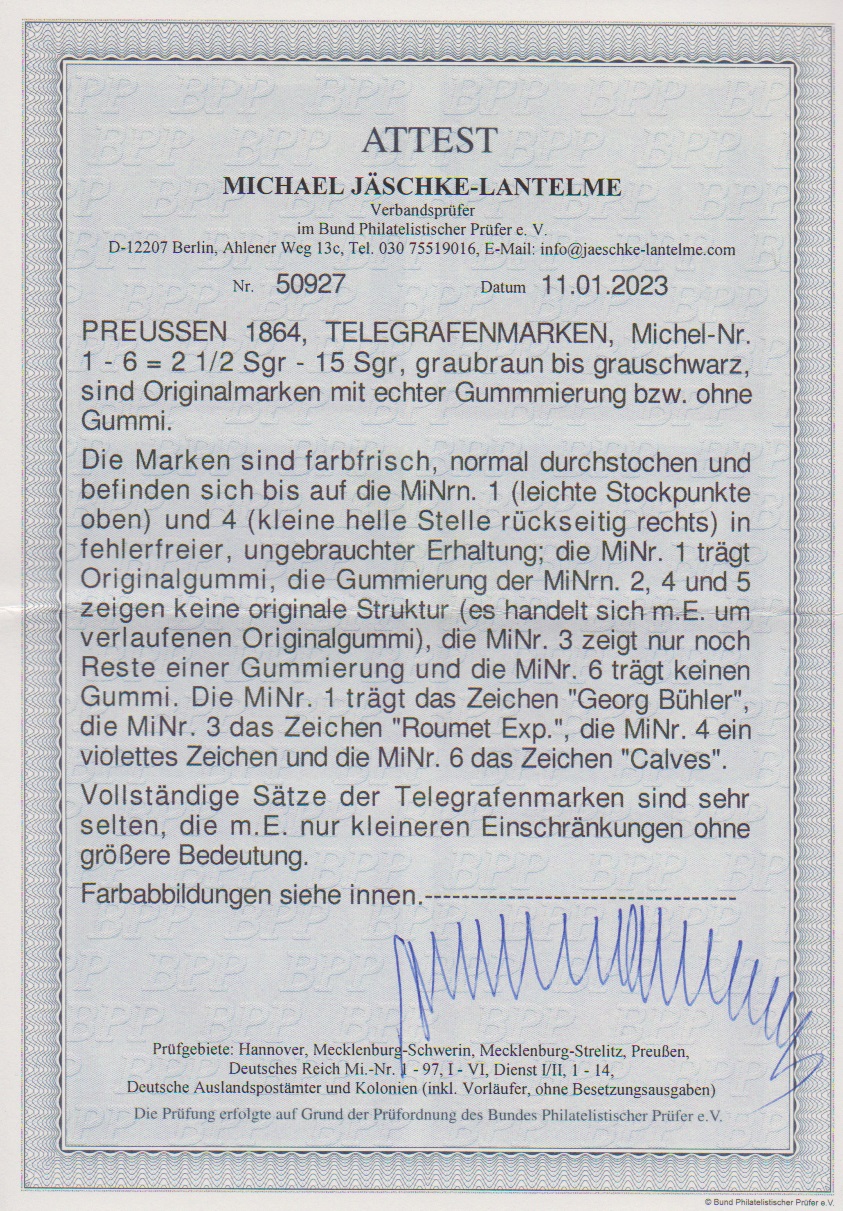 ATTEST
MICHAEL JÄSCHKE-LANTELME
Verbandsprüfer
im Bund Philatelistischer Prüfer e. V.
D-12207 Berlin, Ahlener Weg 13c, Tel. 030 75519016, E-Mail: info@jaeschke-lantelme.com
Nr. 50927 Datum 11.01.2023
PREUSSEN 1864, TELEGRAFENMARKEN, Michel-Nr.
1 - 6 = 2 1/2 Sgr - 15 Sgr, graubraun bis grauschwarz,
sind Originalmarken mit echter Gummmierung bzw. ohne
Gummi.
Die Marken sind farbfrisch, normal durchstochen und
befinden sich bis auf die MiNrn. 1 (leichte Stockpunkte
oben) und 4 (kleine helle Stelle rückseitig rechts) in
fehlerfreier, ungebrauchter Erhaltung; die MiNr. 1 trägt
Originalgummi, die Gummierung der MiNrn. 2, 4 und 5
zeigen keine originale Struktur (es handelt sich m.E. um
verlaufenen Originalgummi), die MiNr. 3 zeigt nur noch
Reste einer Gummierung und die MiNr. 6 trägt keinen
Gummi. Die MiNr. 1 trägt das Zeichen "Georg Bühler",
die MiNr. 3 das Zeichen "Roumet Exp.", die MiNr. 4 ein
violettes Zeichen und die MiNr. 6 das Zeichen "Calves".
Vollständige Sätze der Telegrafenmarken sind sehr
selten, die m.E. nur kleineren Einschränkungen ohne
größere Bedeutung.
Farbabbildungen siehe innen.----------------------------------
Prüfgebiete: Hannover, Mecklenburg-Schwerin, Mecklenburg-Strelitz, Preußen,
Deutsches Reich Mi.-Nr. 1 - 97, I - VI, Dienst I/II, 1 - 14,
Deutsche Auslandspostämter und Kolonien (inkl. Vorläufer, ohne Besetzungsausgaben)
Die Prüfung erfolgte auf Grund der Prüfordnung des Bundes Philatelistischer Prüfer e.V.
© Bund Philatelistischer Prüfer e.V.